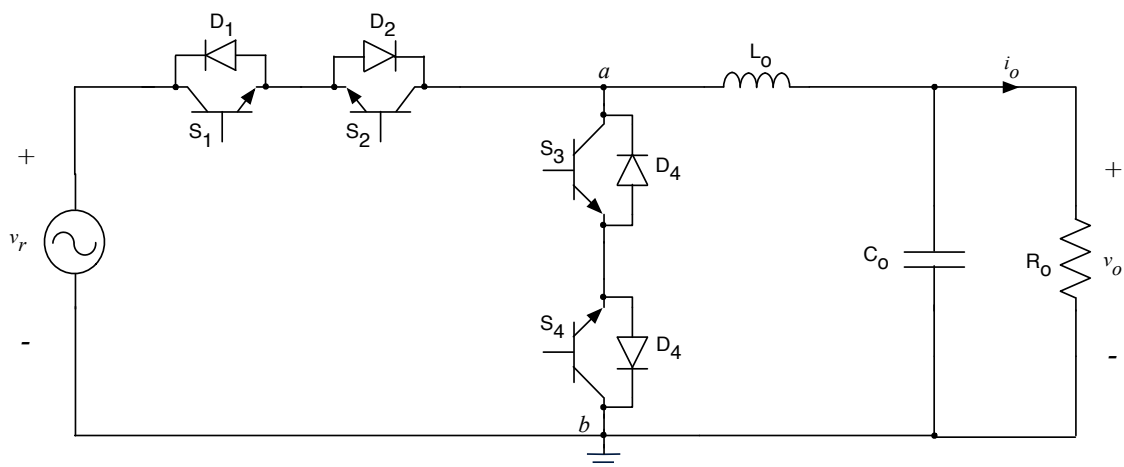 D1
D2
S1
S2
a
Lo
io
S3
D4
S4
D4
b
+
vr
-
Co
Ro
+
vo
-